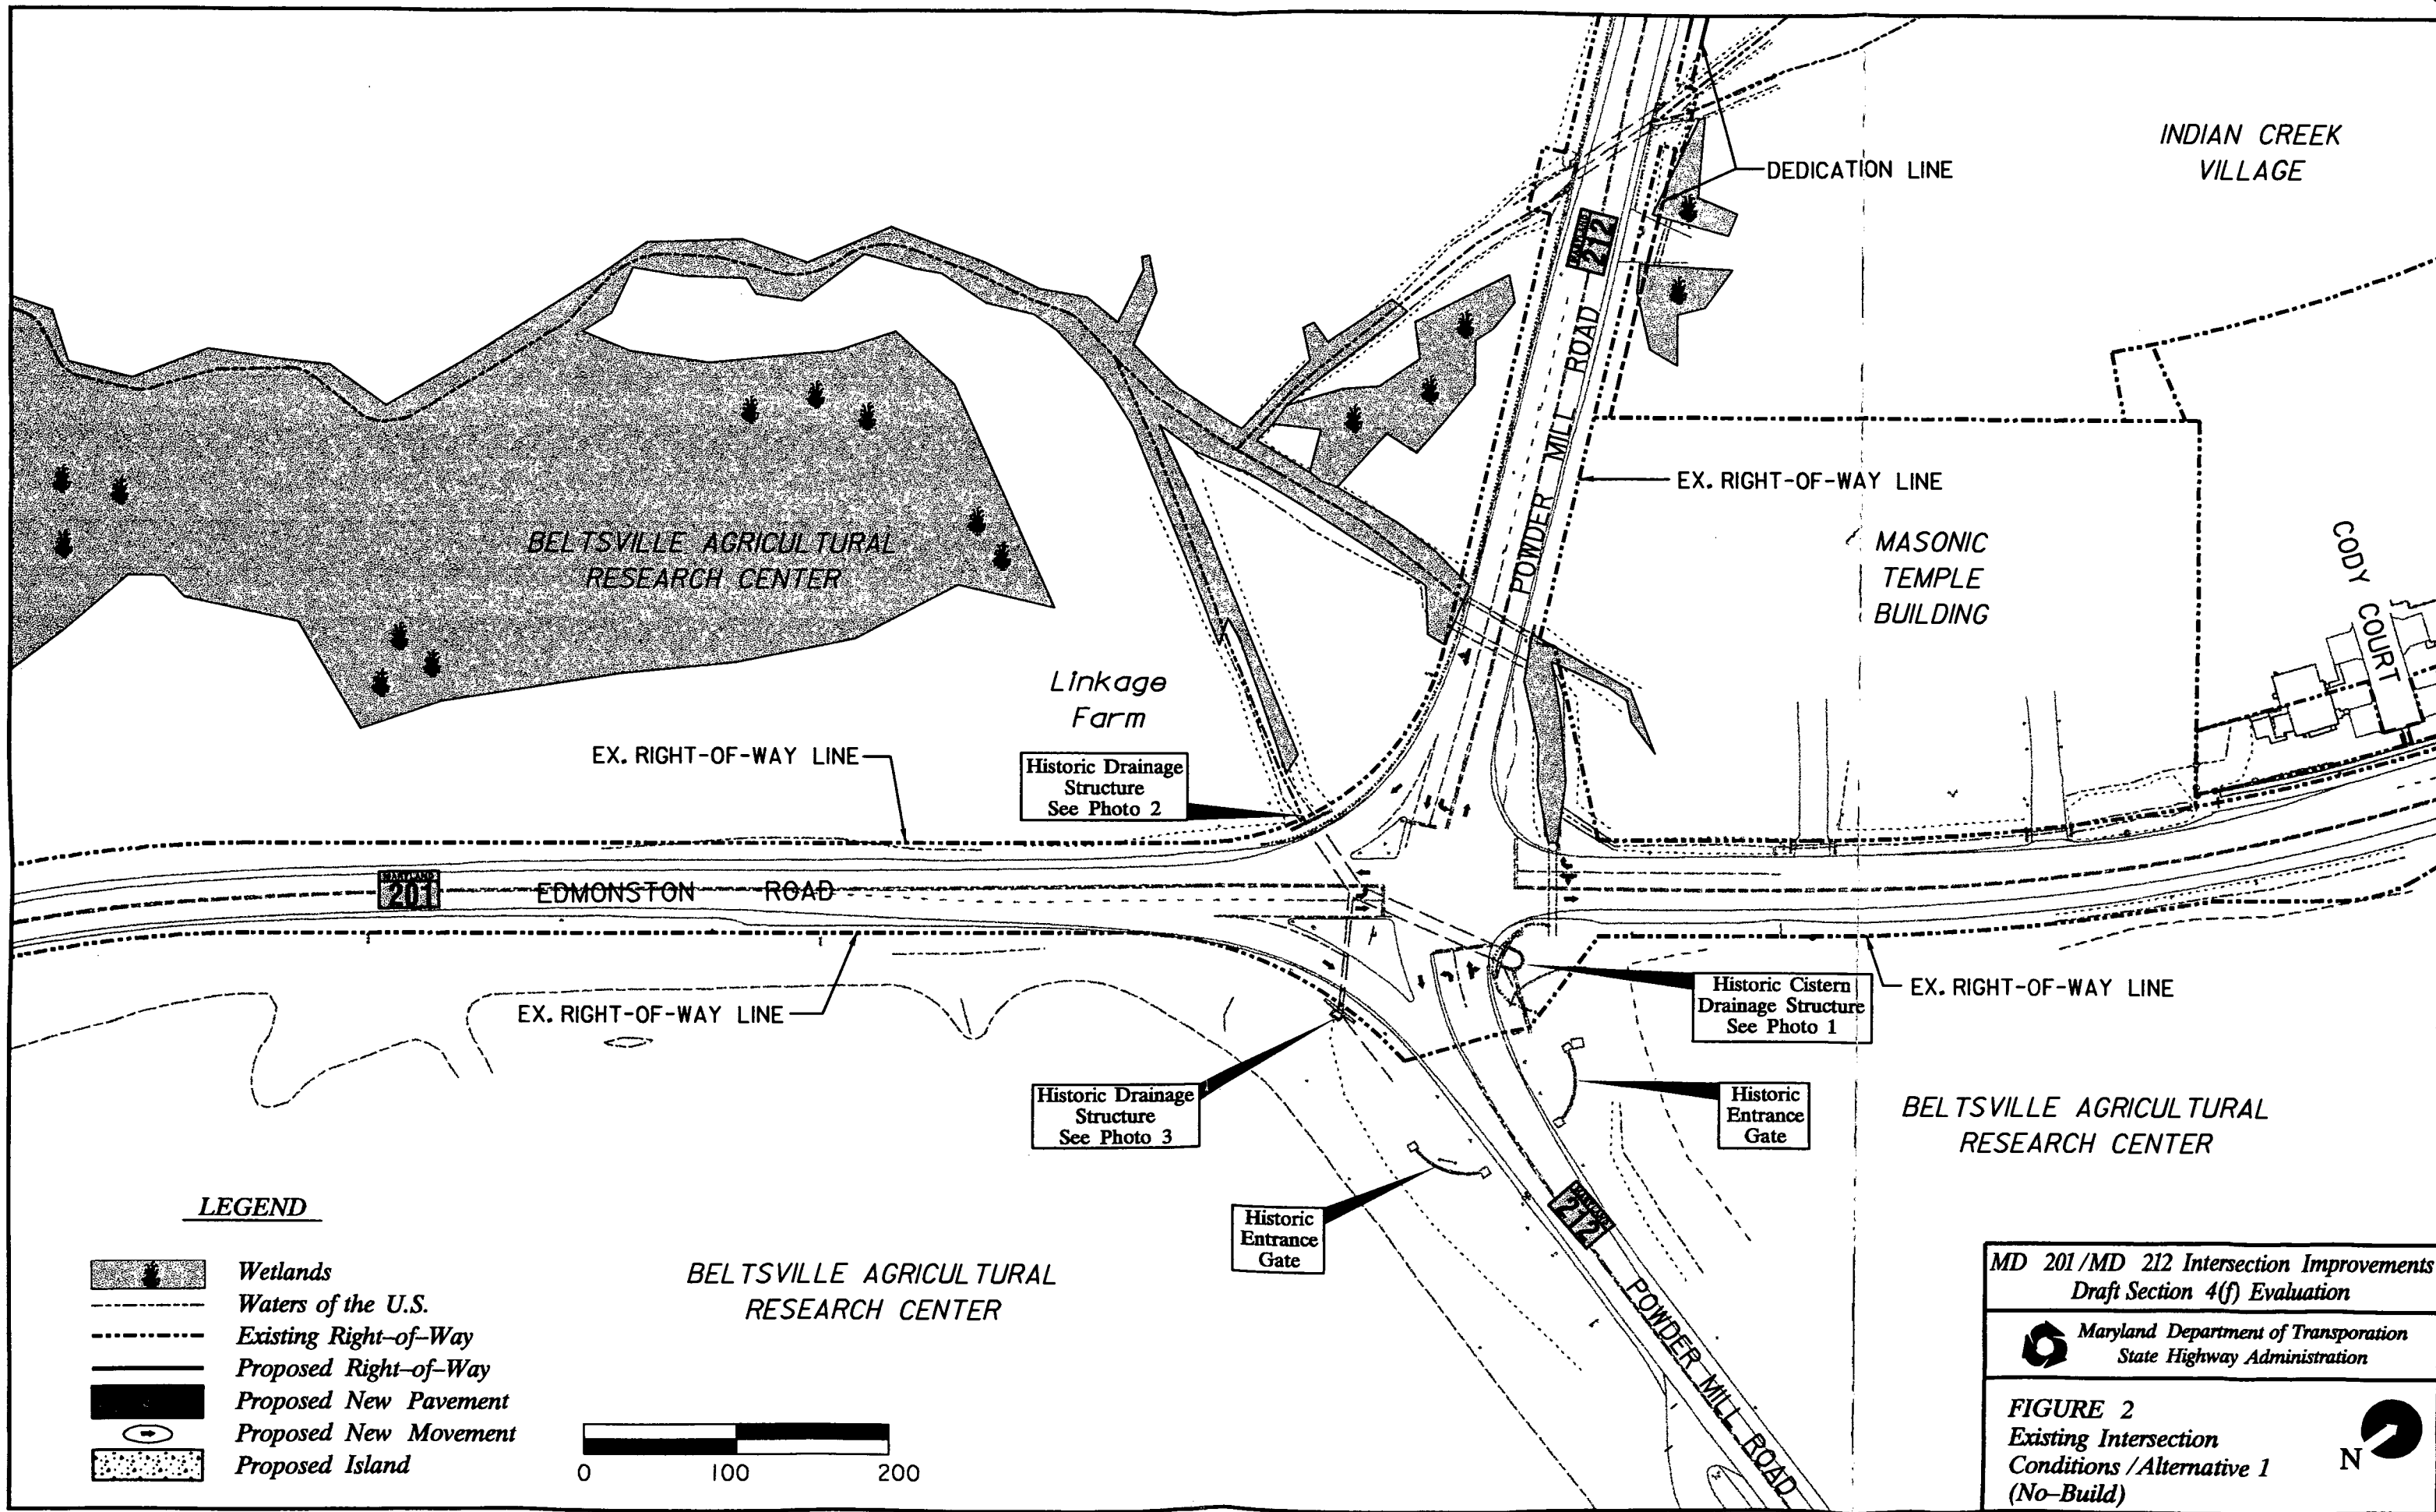 INDIAN CREEK
VILLAGE
DEDICATION LINE
MARYLAND
212
POWDER MILL ROAD
EX. RIGHT-OF-WAY LINE
MASONIC
TEMPLE
BUILDING
CODY COURT
BELTSVILLE AGRICULTURAL
RESEARCH CENTER
Linkage
Farm
EX. RIGHT-OF-WAY LINE
Historic Drainage
Structure
See Photo 2
MARYLAND
201
EDMONSTON ROAD
EX. RIGHT-OF-WAY LINE
Historic Cistern
Drainage Structure
See Photo 1
EX. RIGHT-OF-WAY LINE
Historic Drainage
Structure
See Photo 3
Historic
Entrance
Gate
BELTSVILLE AGRICULTURAL
RESEARCH CENTER
Historic
Entrance
Gate
MARYLAND
212
POWDER MILL ROAD
BELTSVILLE AGRICULTURAL
RESEARCH CENTER
LEGEND
Wetlands
Waters of the U.S.
Existing Right-of-Way
Proposed Right-of-Way
Proposed New Pavement
Proposed New Movement
Proposed Island
0 100 200
MD 201/MD 212 Intersection Improvements
Draft Section 4(f) Evaluation
Maryland Department of Transporation
State Highway Administration
FIGURE 2
Existing Intersection
Conditions / Alternative 1
(No-Build)
N